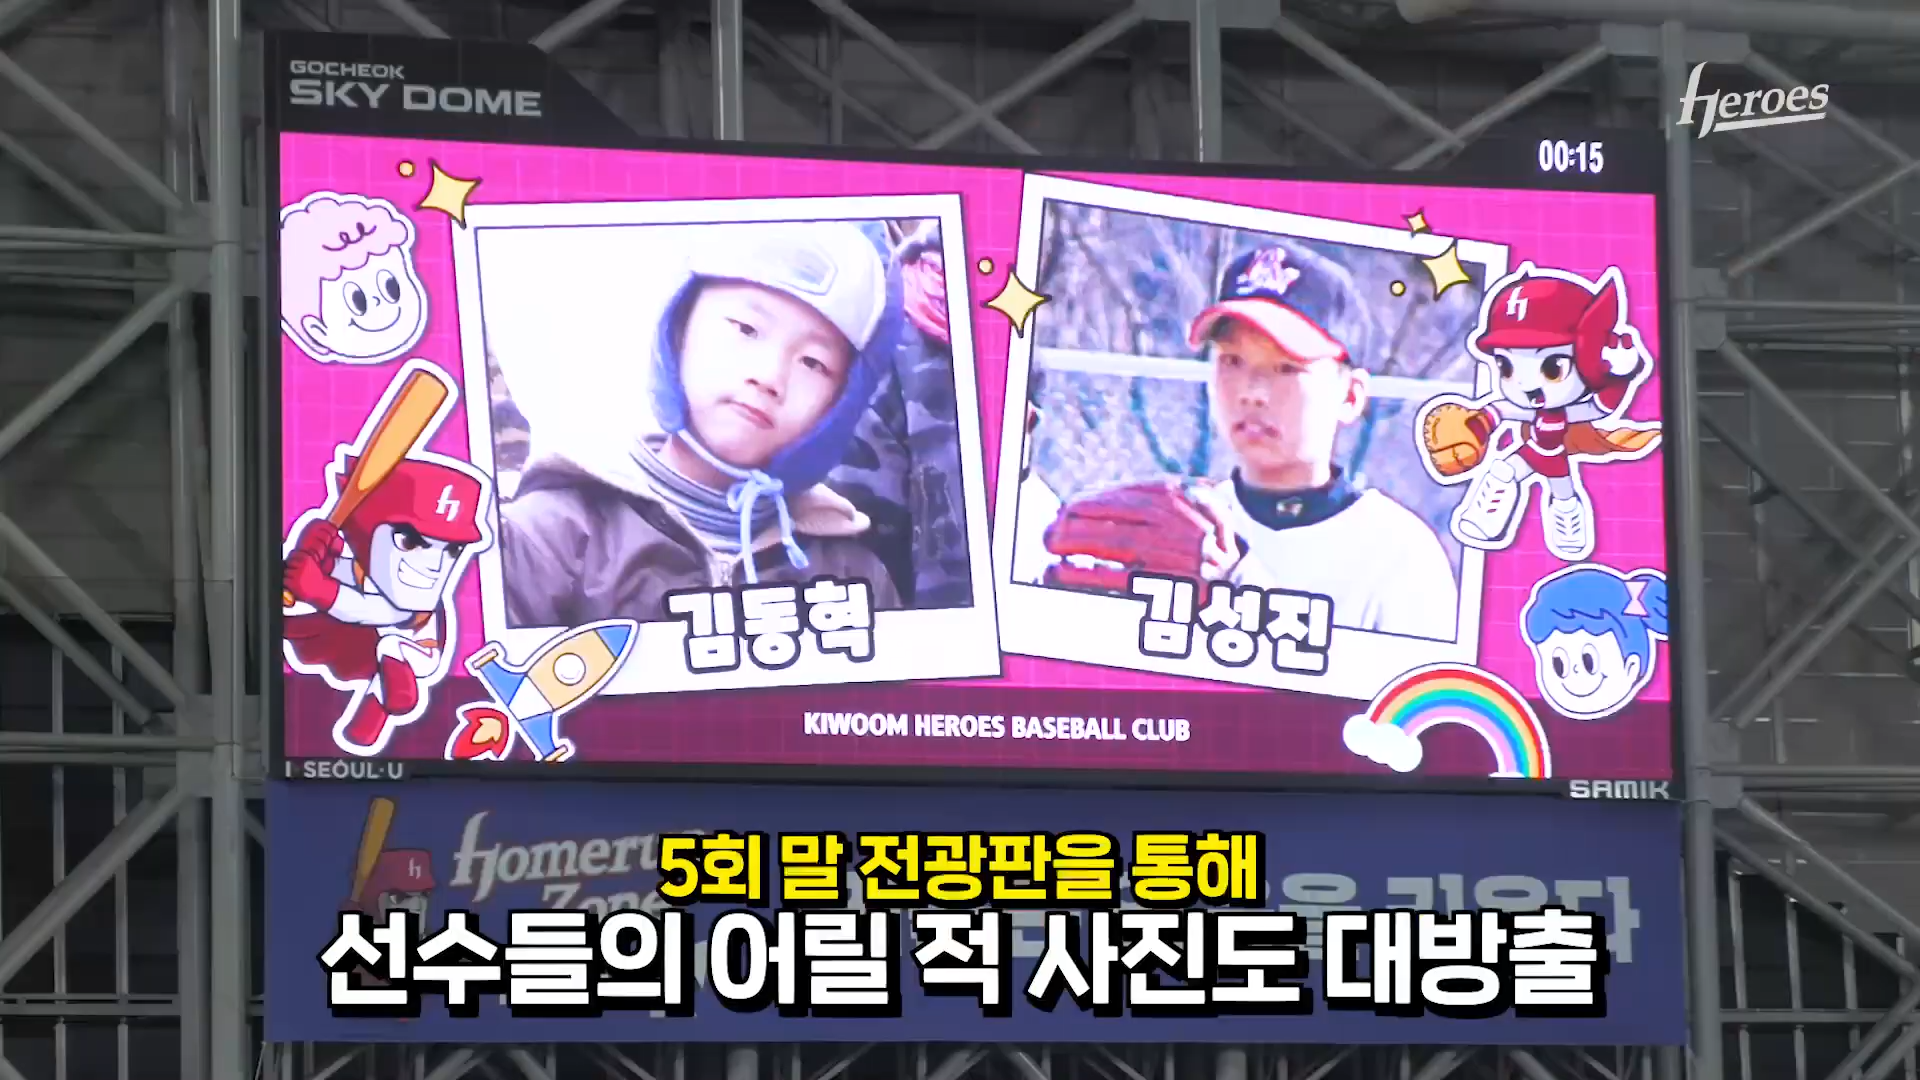 GOCHEOK
SKY DOME
Heroes
00:15
김동혁
김성진
KIWOOM HEROES BASEBALL CLUB
I·SEOUL·U
SAMIK
Homerun
Zone
5회 말 전광판을 통해
선수들의 어릴 적 사진도 대방출